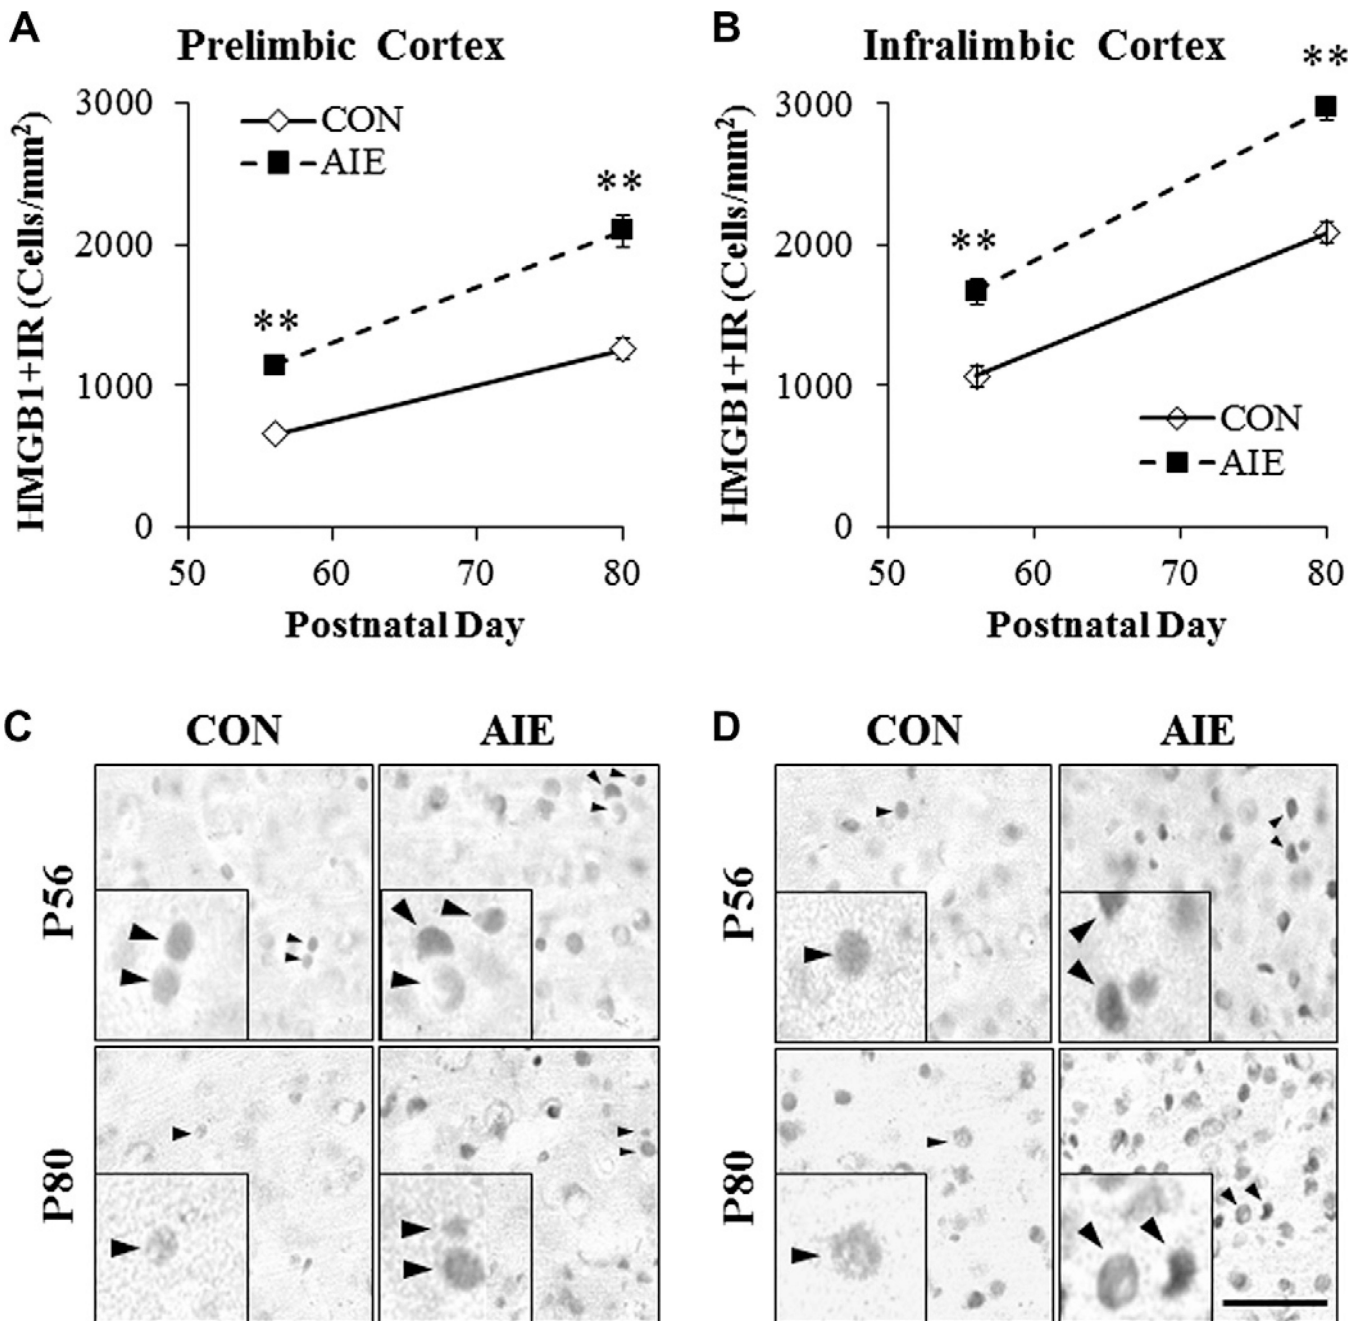 A
Prelimbic Cortex
HMGB1+IR (Cells/mm²)
3000
2000
1000
0
CON
AIE
**
**
50 60 70 80
Postnatal Day
B
Infralimbic Cortex
HMGB1+IR (Cells/mm²)
3000
2000
1000
0
**
**
CON
AIE
50 60 70 80
Postnatal Day
C
CON AIE
P56
P80
D
CON AIE
P56
P80